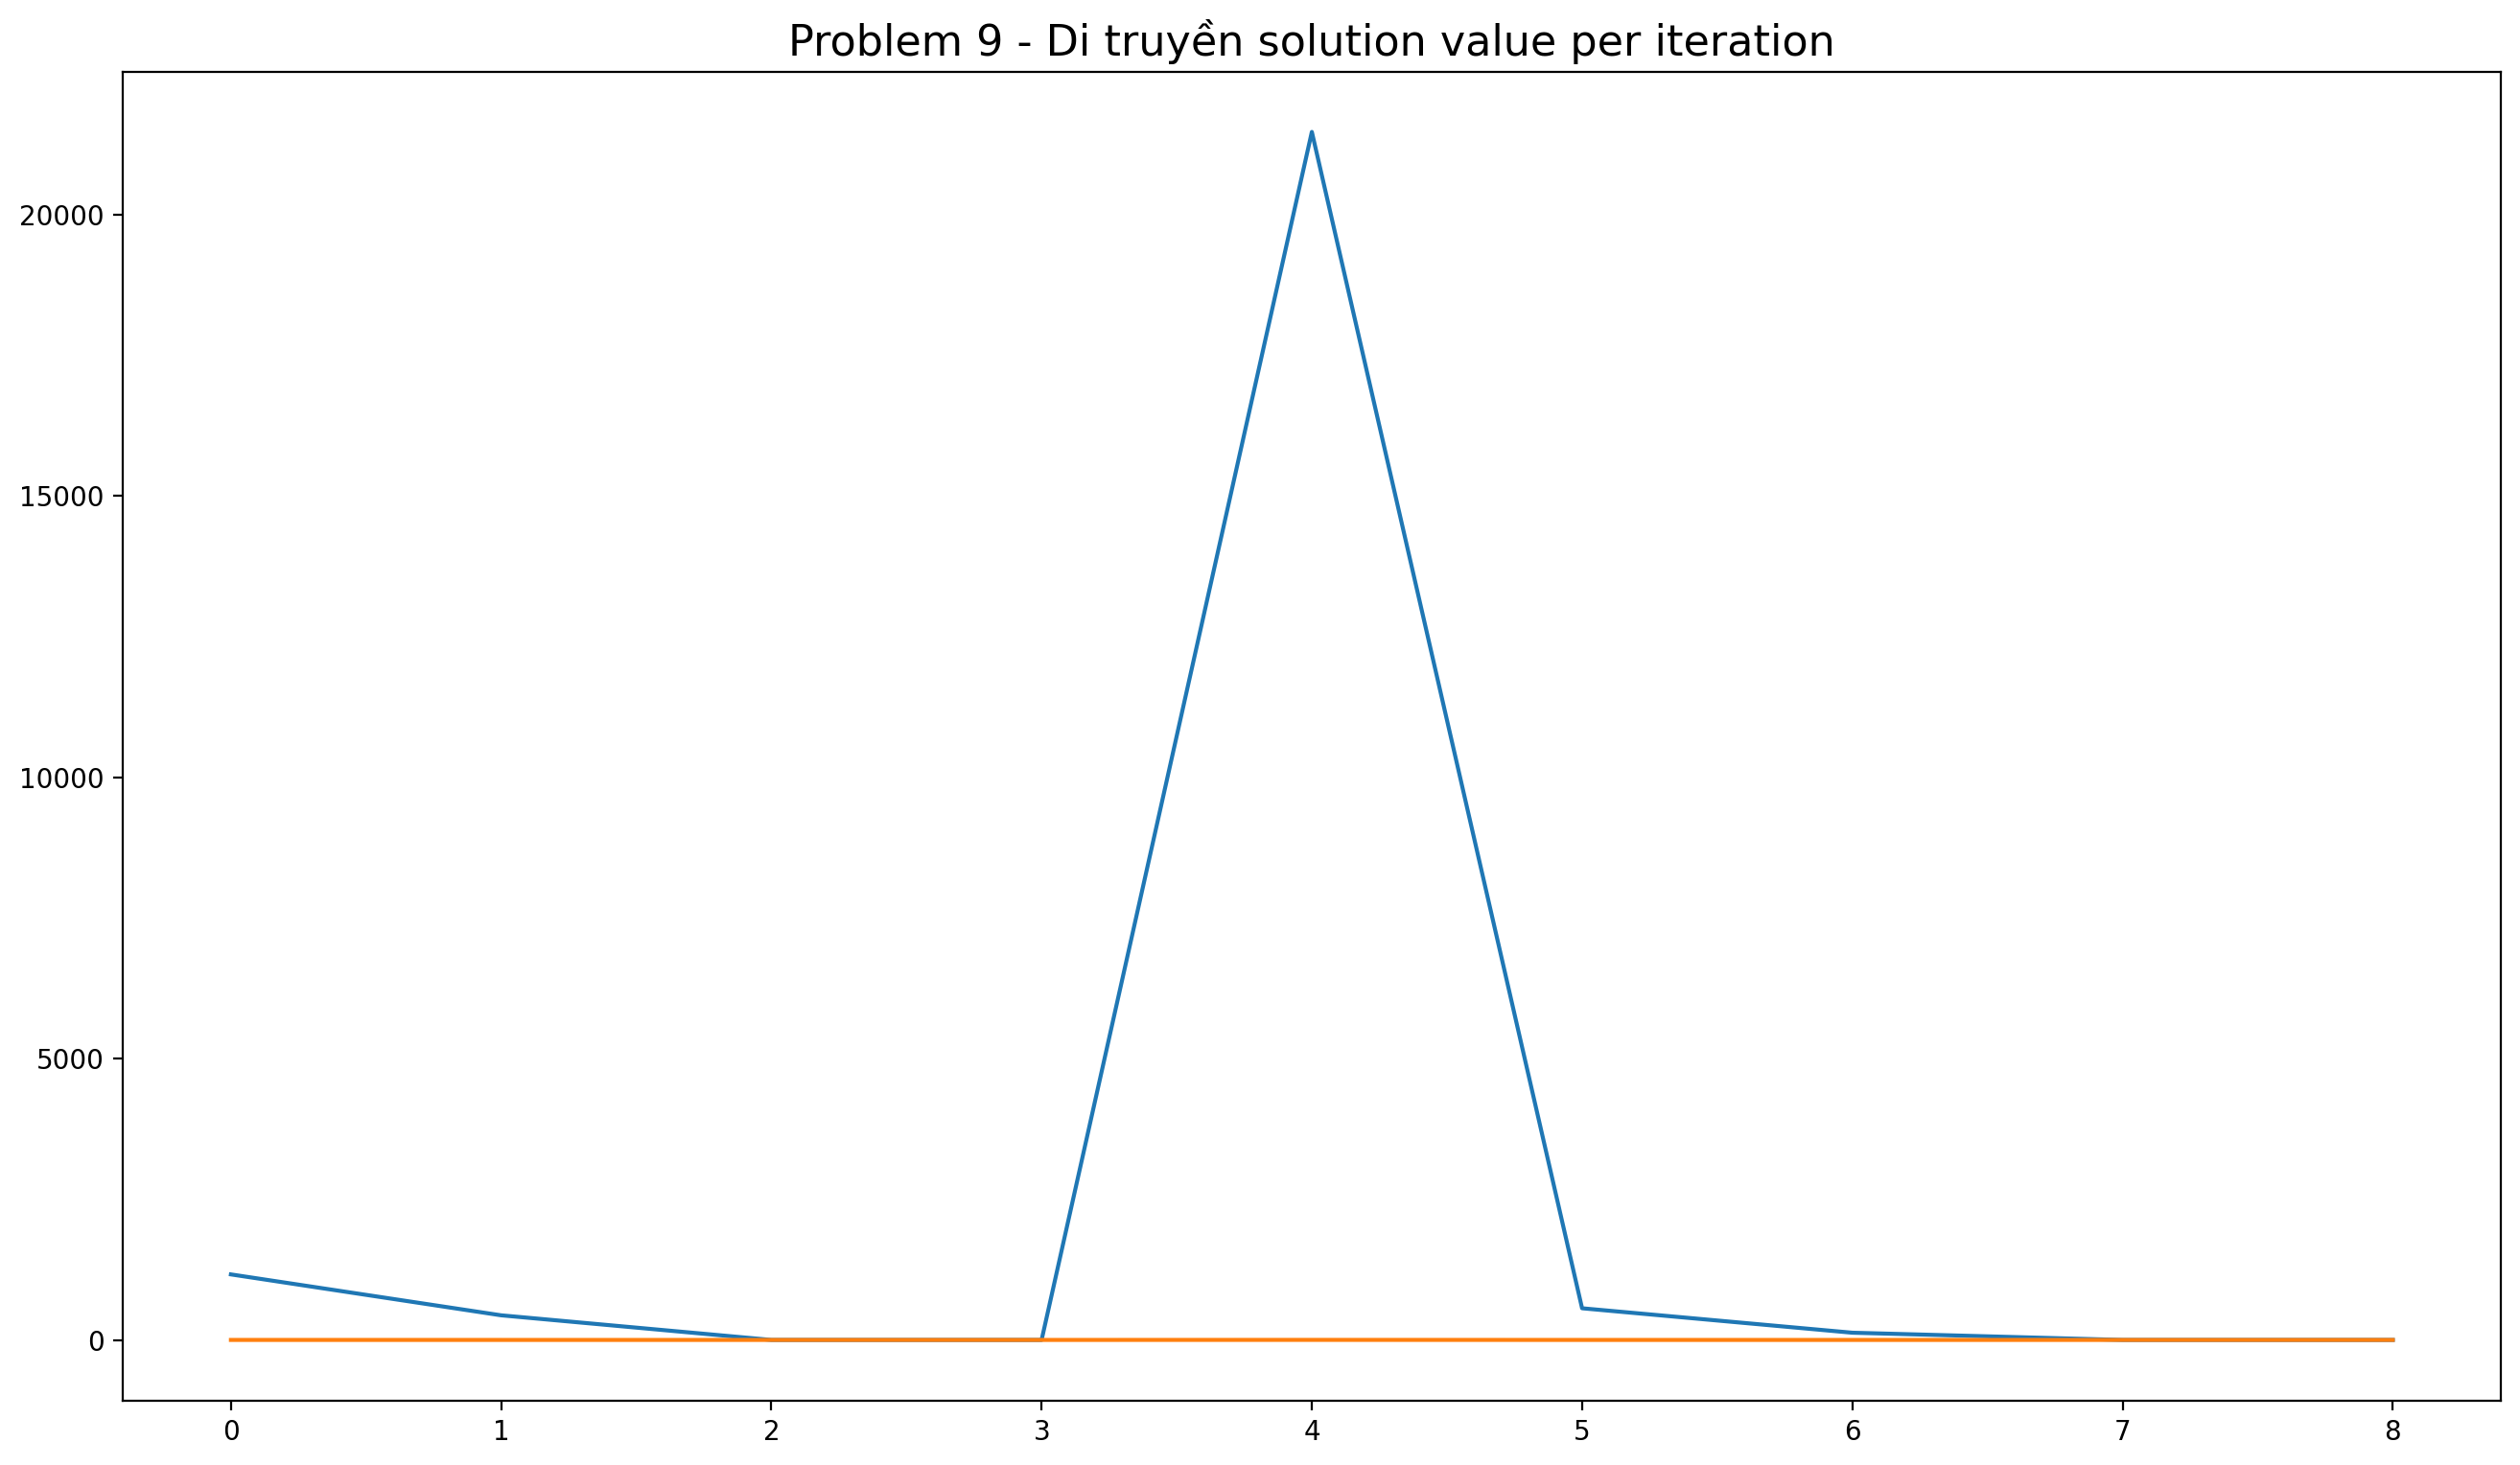 Problem 9 - Di truyền solution value per iteration
20000
15000
10000
5000
0
0 1 2 3 4 5 6 7 8